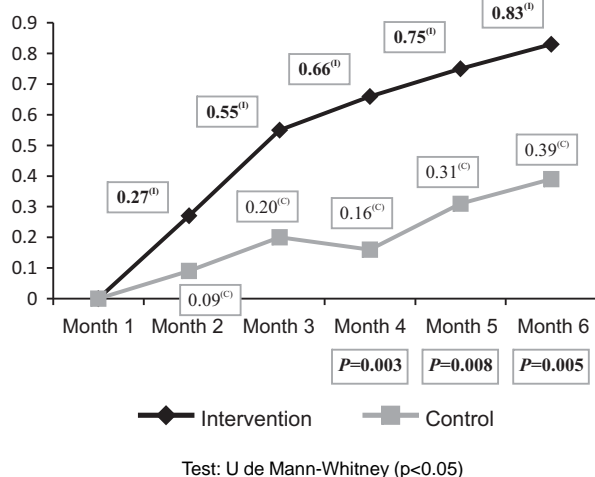 0.9
0.8
0.7
0.6
0.5
0.4
0.3
0.2
0.1
0
0.27(I)
0.55(I)
0.66(I)
0.75(I)
0.83(I)
0.09(C)
0.20(C)
0.16(C)
0.31(C)
0.39(C)
Month 1 Month 2 Month 3 Month 4 Month 5 Month 6
P=0.003 P=0.008 P=0.005
Intervention Control
Test: U de Mann-Whitney (p<0.05)